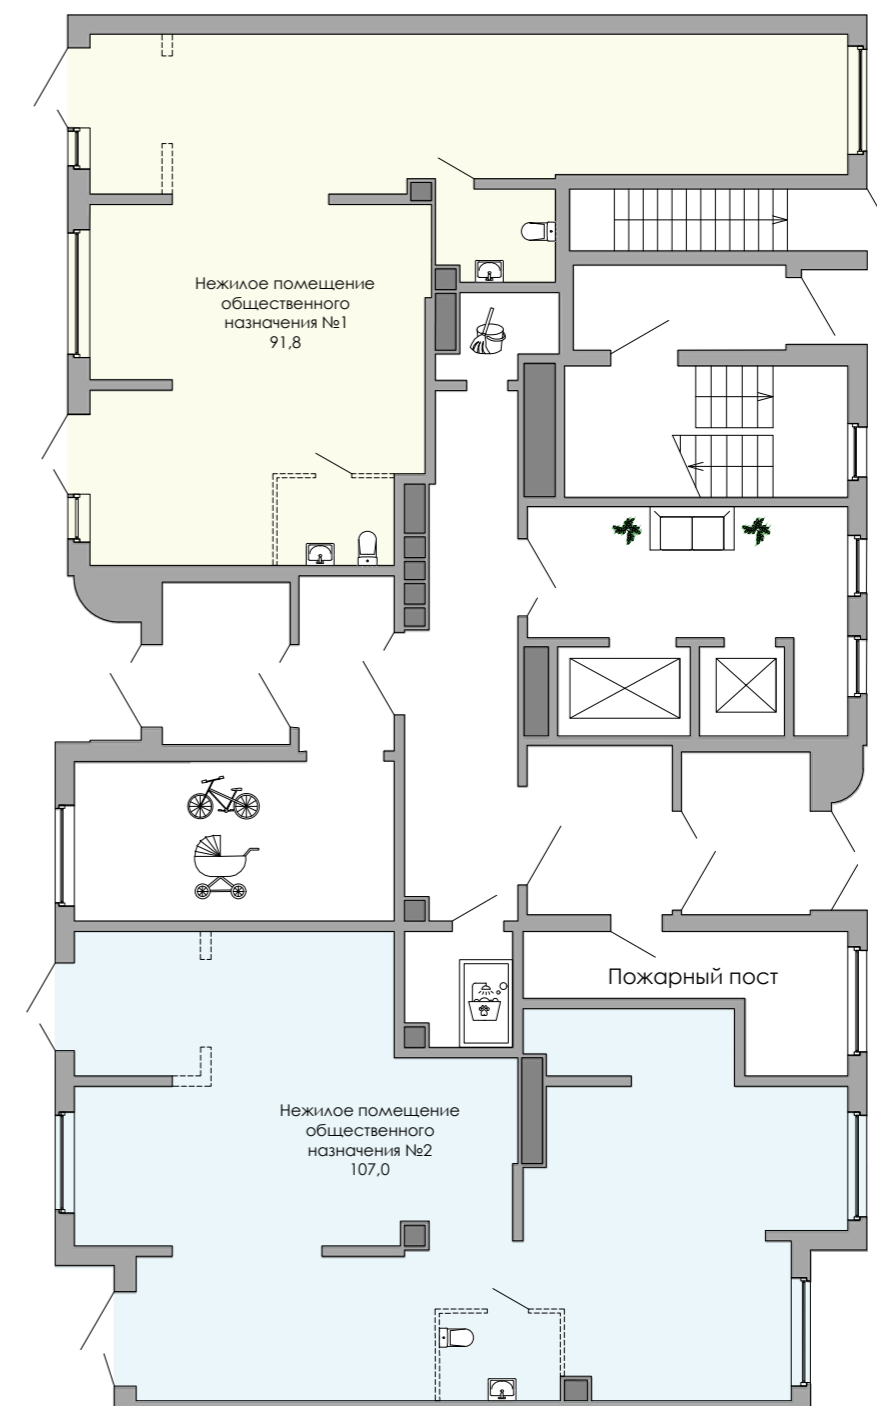 Нежилое помещение
общественного
назначения №1
91,8
Пожарный пост
Нежилое помещение
общественного
назначения №2
107,0